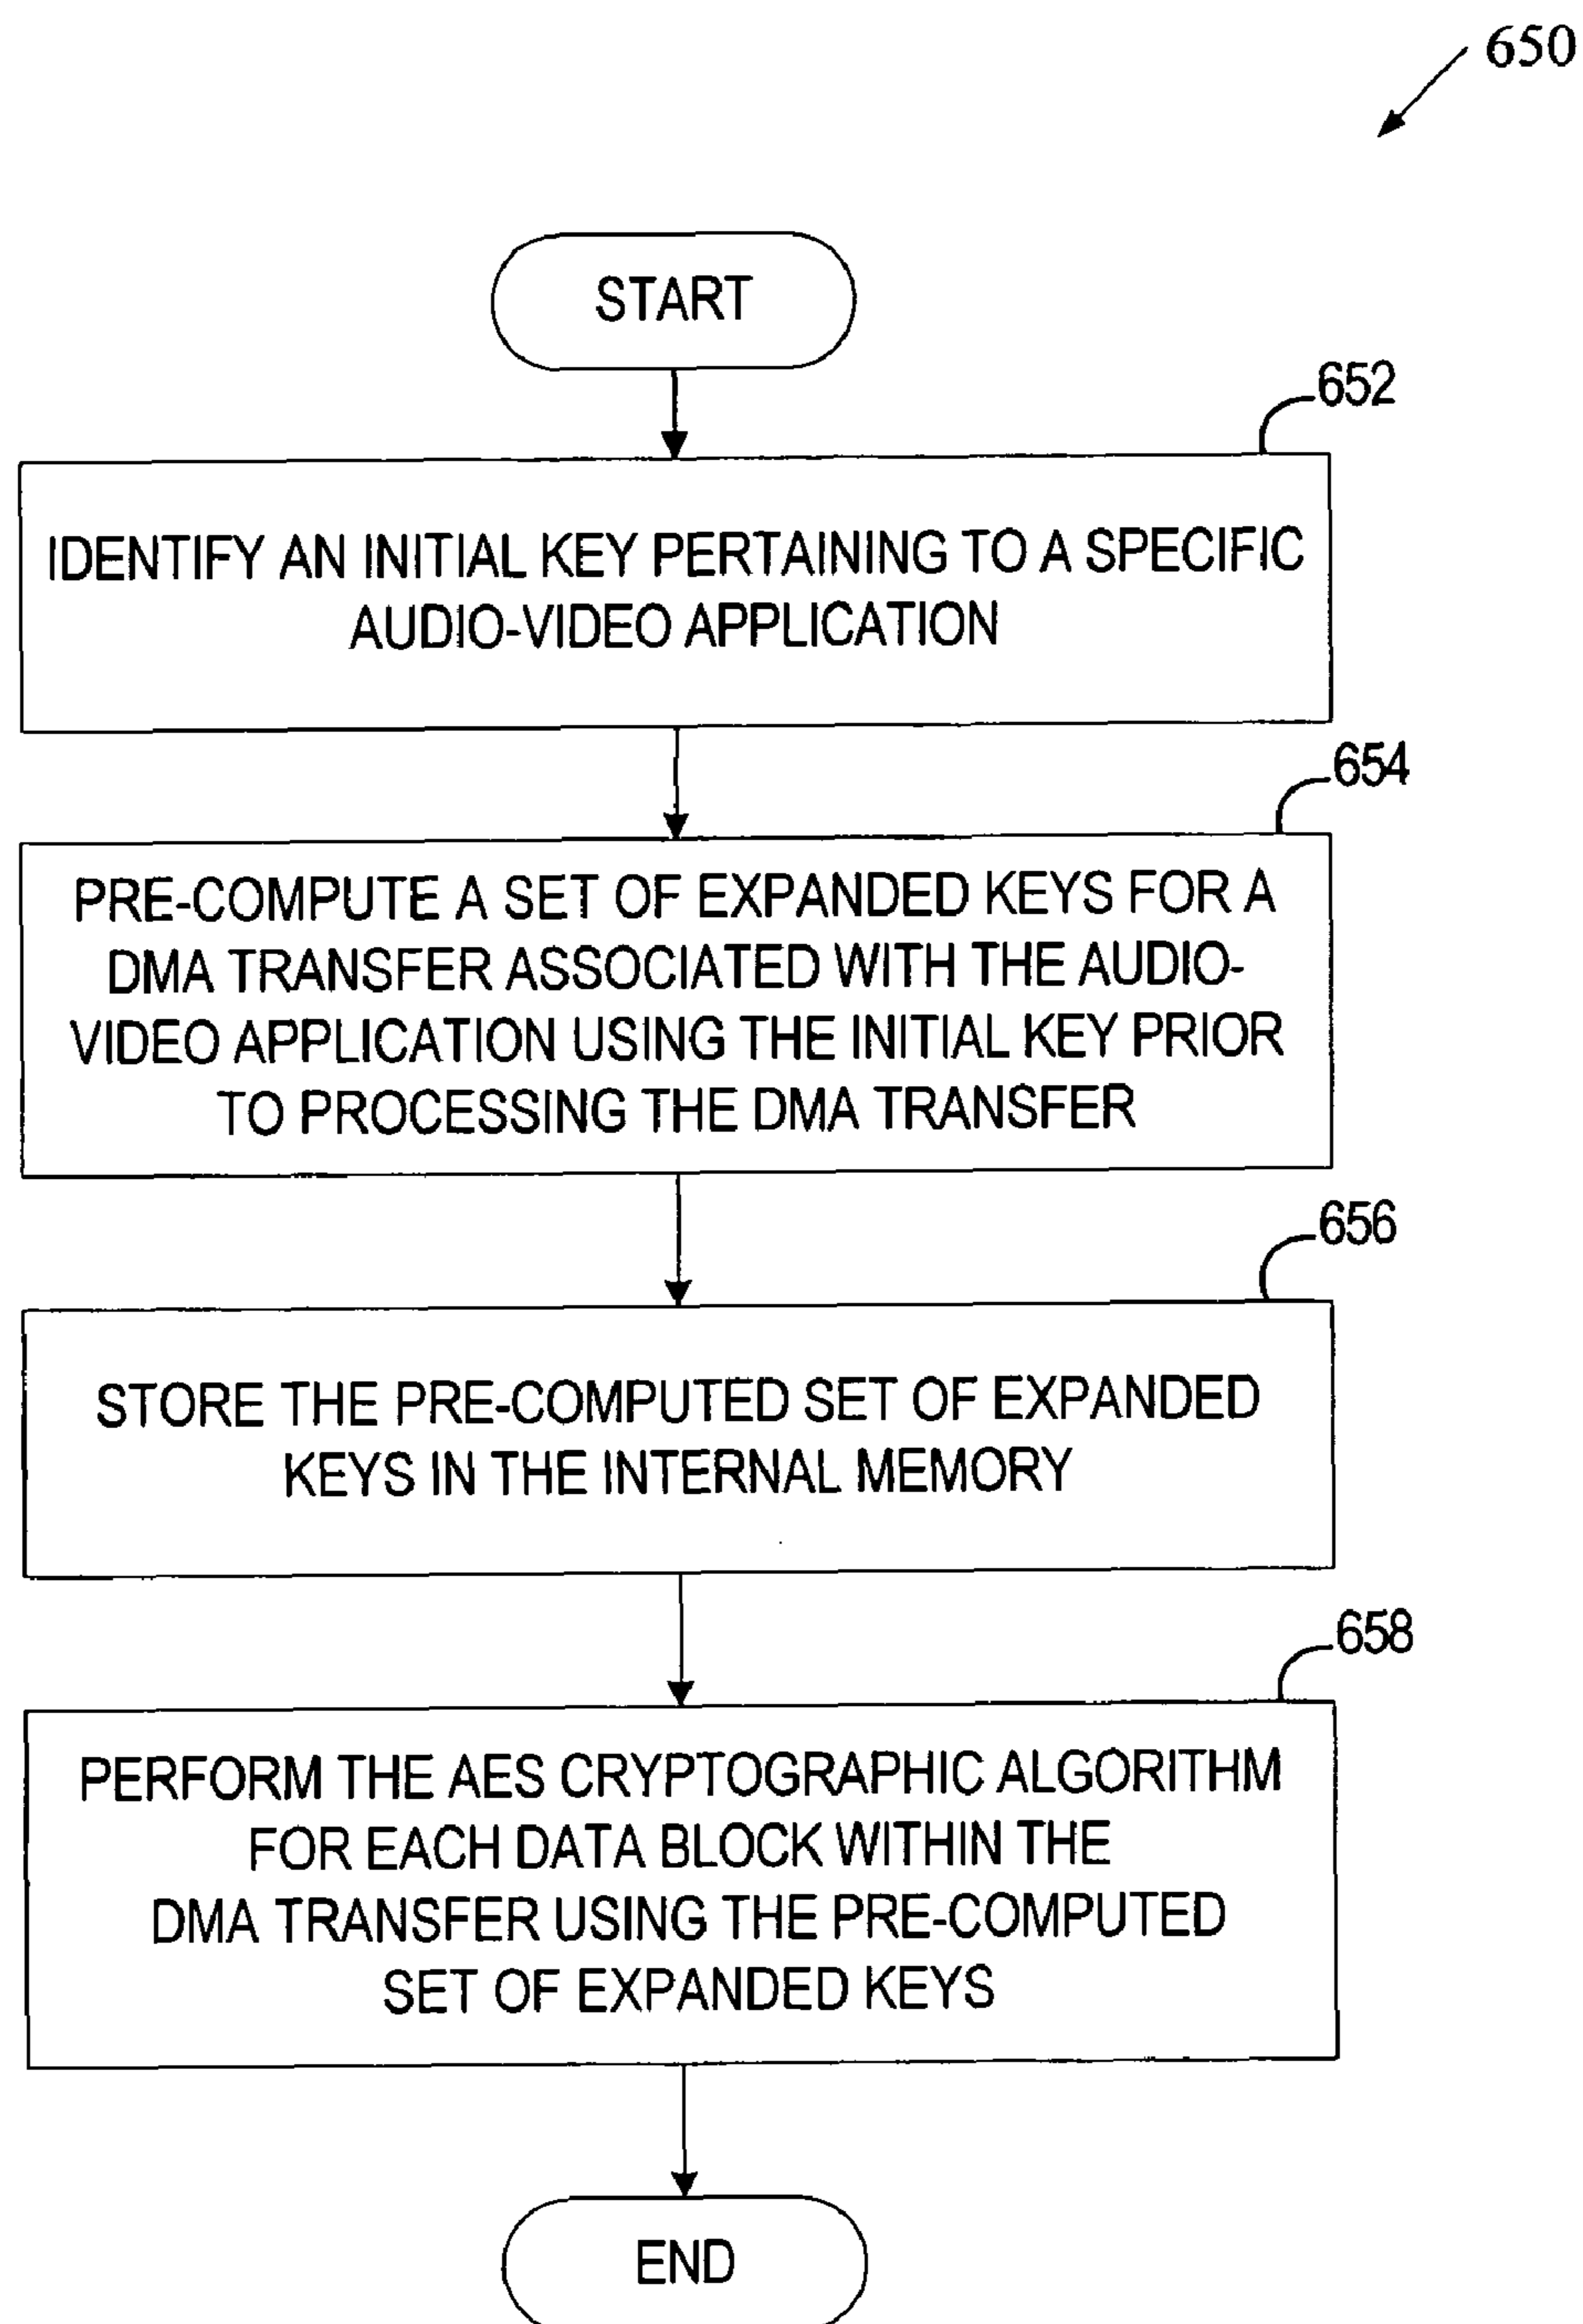 650
START
652
IDENTIFY AN INITIAL KEY PERTAINING TO A SPECIFIC
AUDIO-VIDEO APPLICATION
654
PRE-COMPUTE A SET OF EXPANDED KEYS FOR A
DMA TRANSFER ASSOCIATED WITH THE AUDIO-
VIDEO APPLICATION USING THE INITIAL KEY PRIOR
TO PROCESSING THE DMA TRANSFER
656
STORE THE PRE-COMPUTED SET OF EXPANDED
KEYS IN THE INTERNAL MEMORY
658
PERFORM THE AES CRYPTOGRAPHIC ALGORITHM
FOR EACH DATA BLOCK WITHIN THE
DMA TRANSFER USING THE PRE-COMPUTED
SET OF EXPANDED KEYS
END